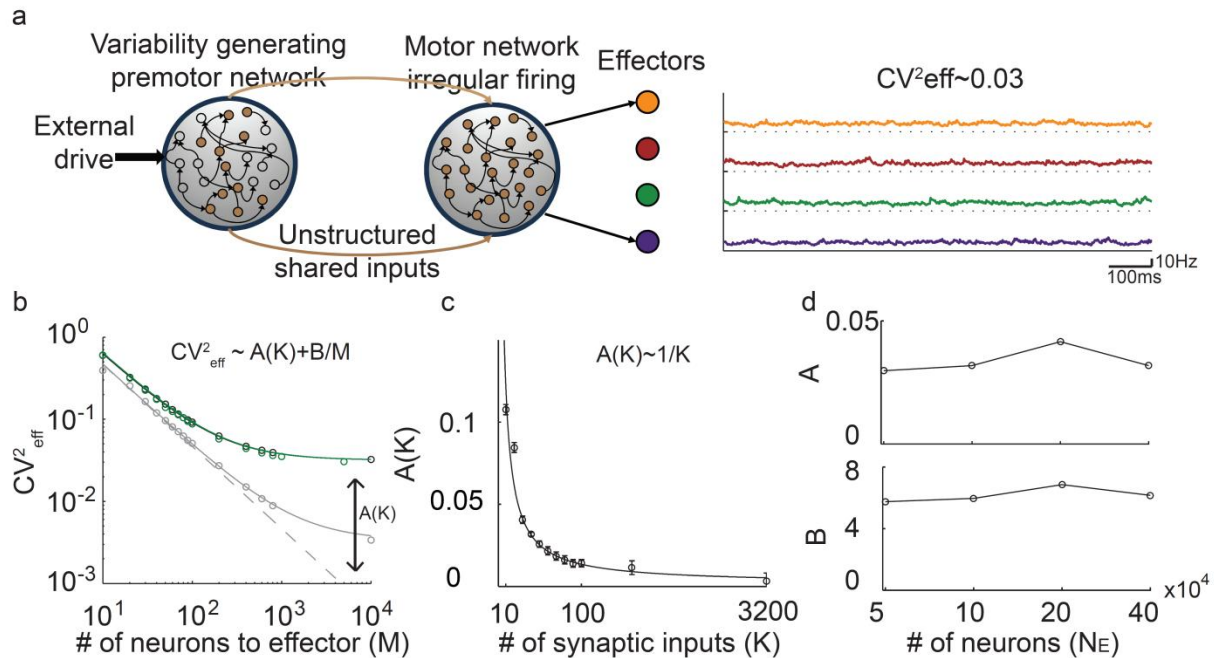 a
Variability generating
premotor network
Motor network
irregular firing
Effectors
CV²eff~0.03
External
drive
Unstructured
shared inputs
10Hz
100ms
b
CV²eff ~ A(K)+B/M
10⁰
10⁻¹
10⁻²
10⁻³
CV²eff
A(K)
10¹
10²
10³
10⁴
# of neurons to effector (M)
c
A(K)~1/K
0.1
0.05
0
A(K)
10
100
3200
# of synaptic inputs (K)
d
0.05
A
0
8
4
B
0
x10⁴
5
10
20
40
# of neurons (NE)